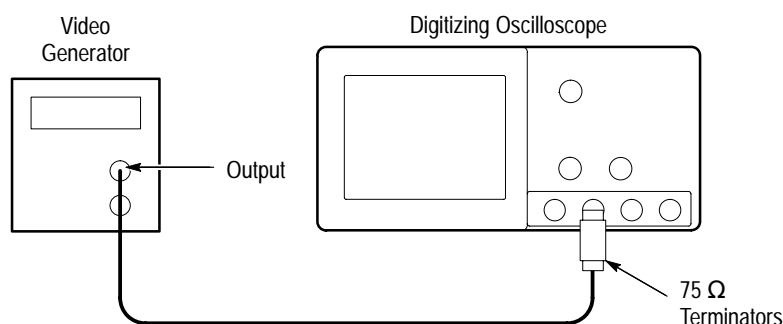 Video
Generator
Digitizing Oscilloscope
Output
75 Ω
Terminators